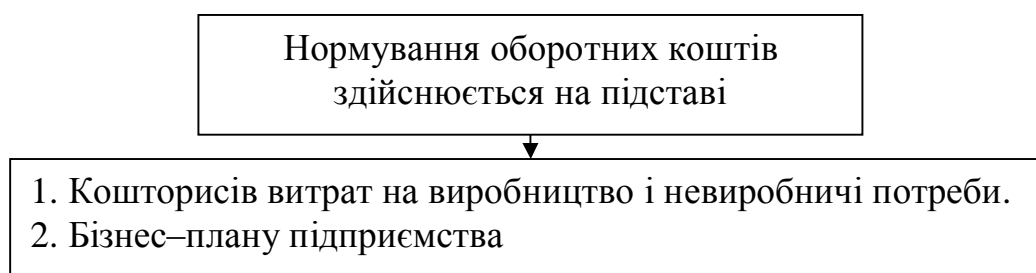 Нормування оборотних коштів
здійснюється на підставі
1. Кошторисів витрат на виробництво і невиробничі потреби.
2. Бізнес–плану підприємства